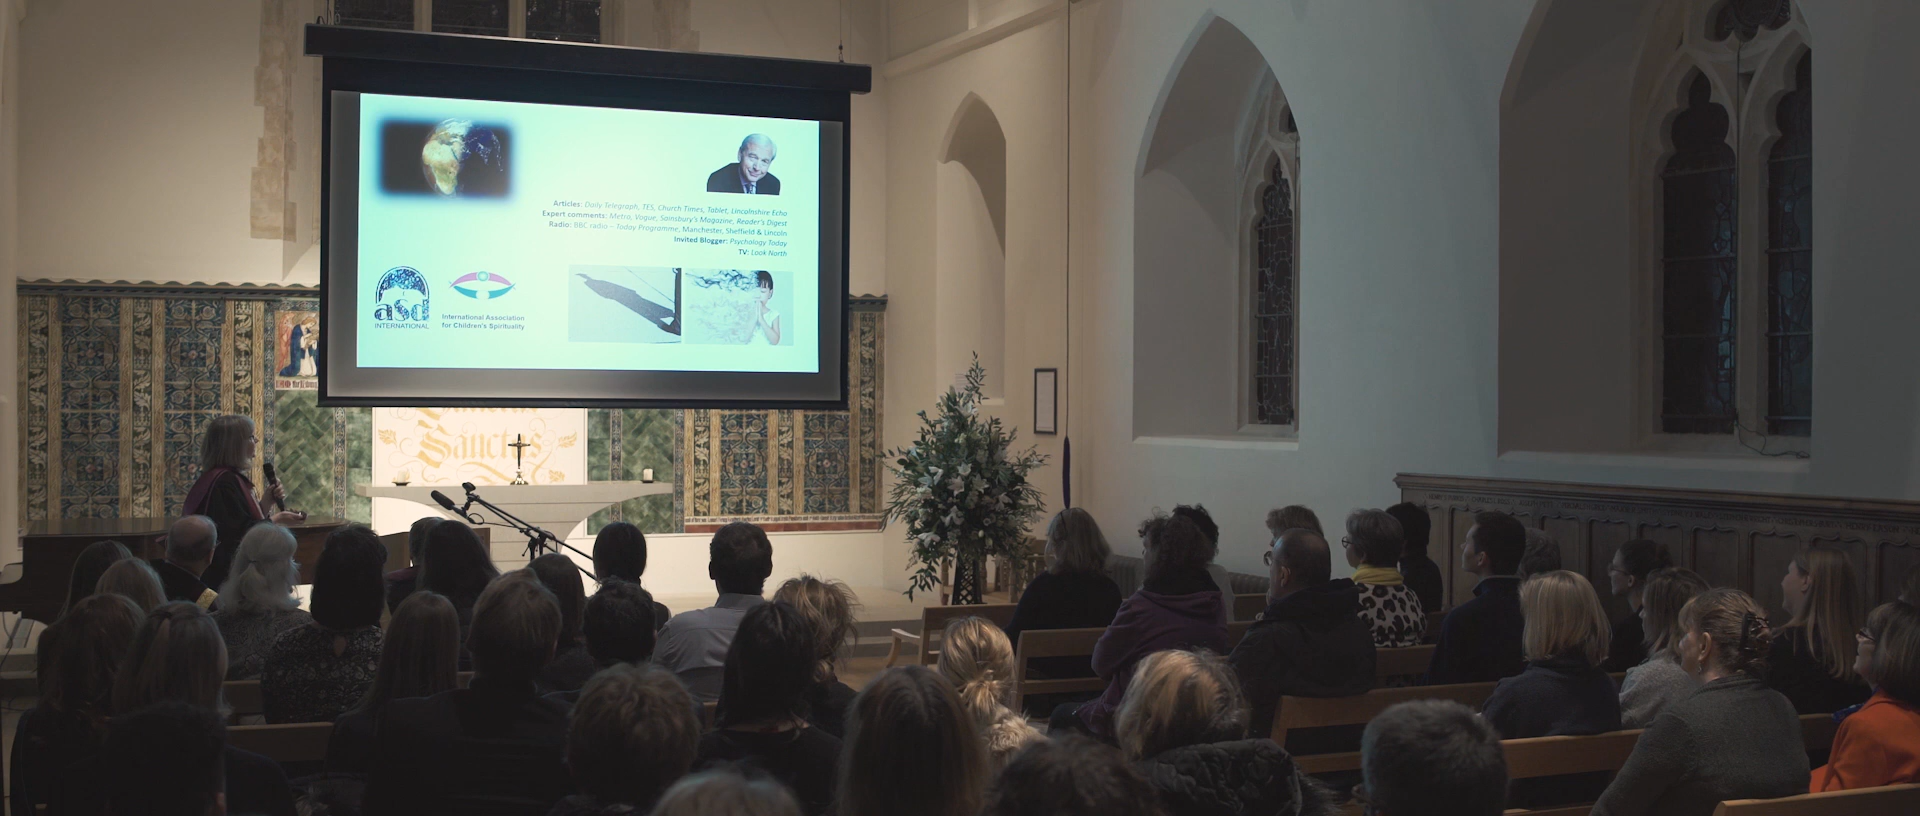 Articles: Daily Telegraph, TES, Church Times, Tablet, Lincolnshire Echo
Expert comments: Metro, Vogue, Sainsbury's Magazine, Reader's Digest
Radio: BBC radio – Today Programme, Manchester, Sheffield & Lincoln
Invited Blogger: Psychology Today
TV: Look North
asd
INTERNATIONAL
International Association
for Children's Spirituality
Sanctus